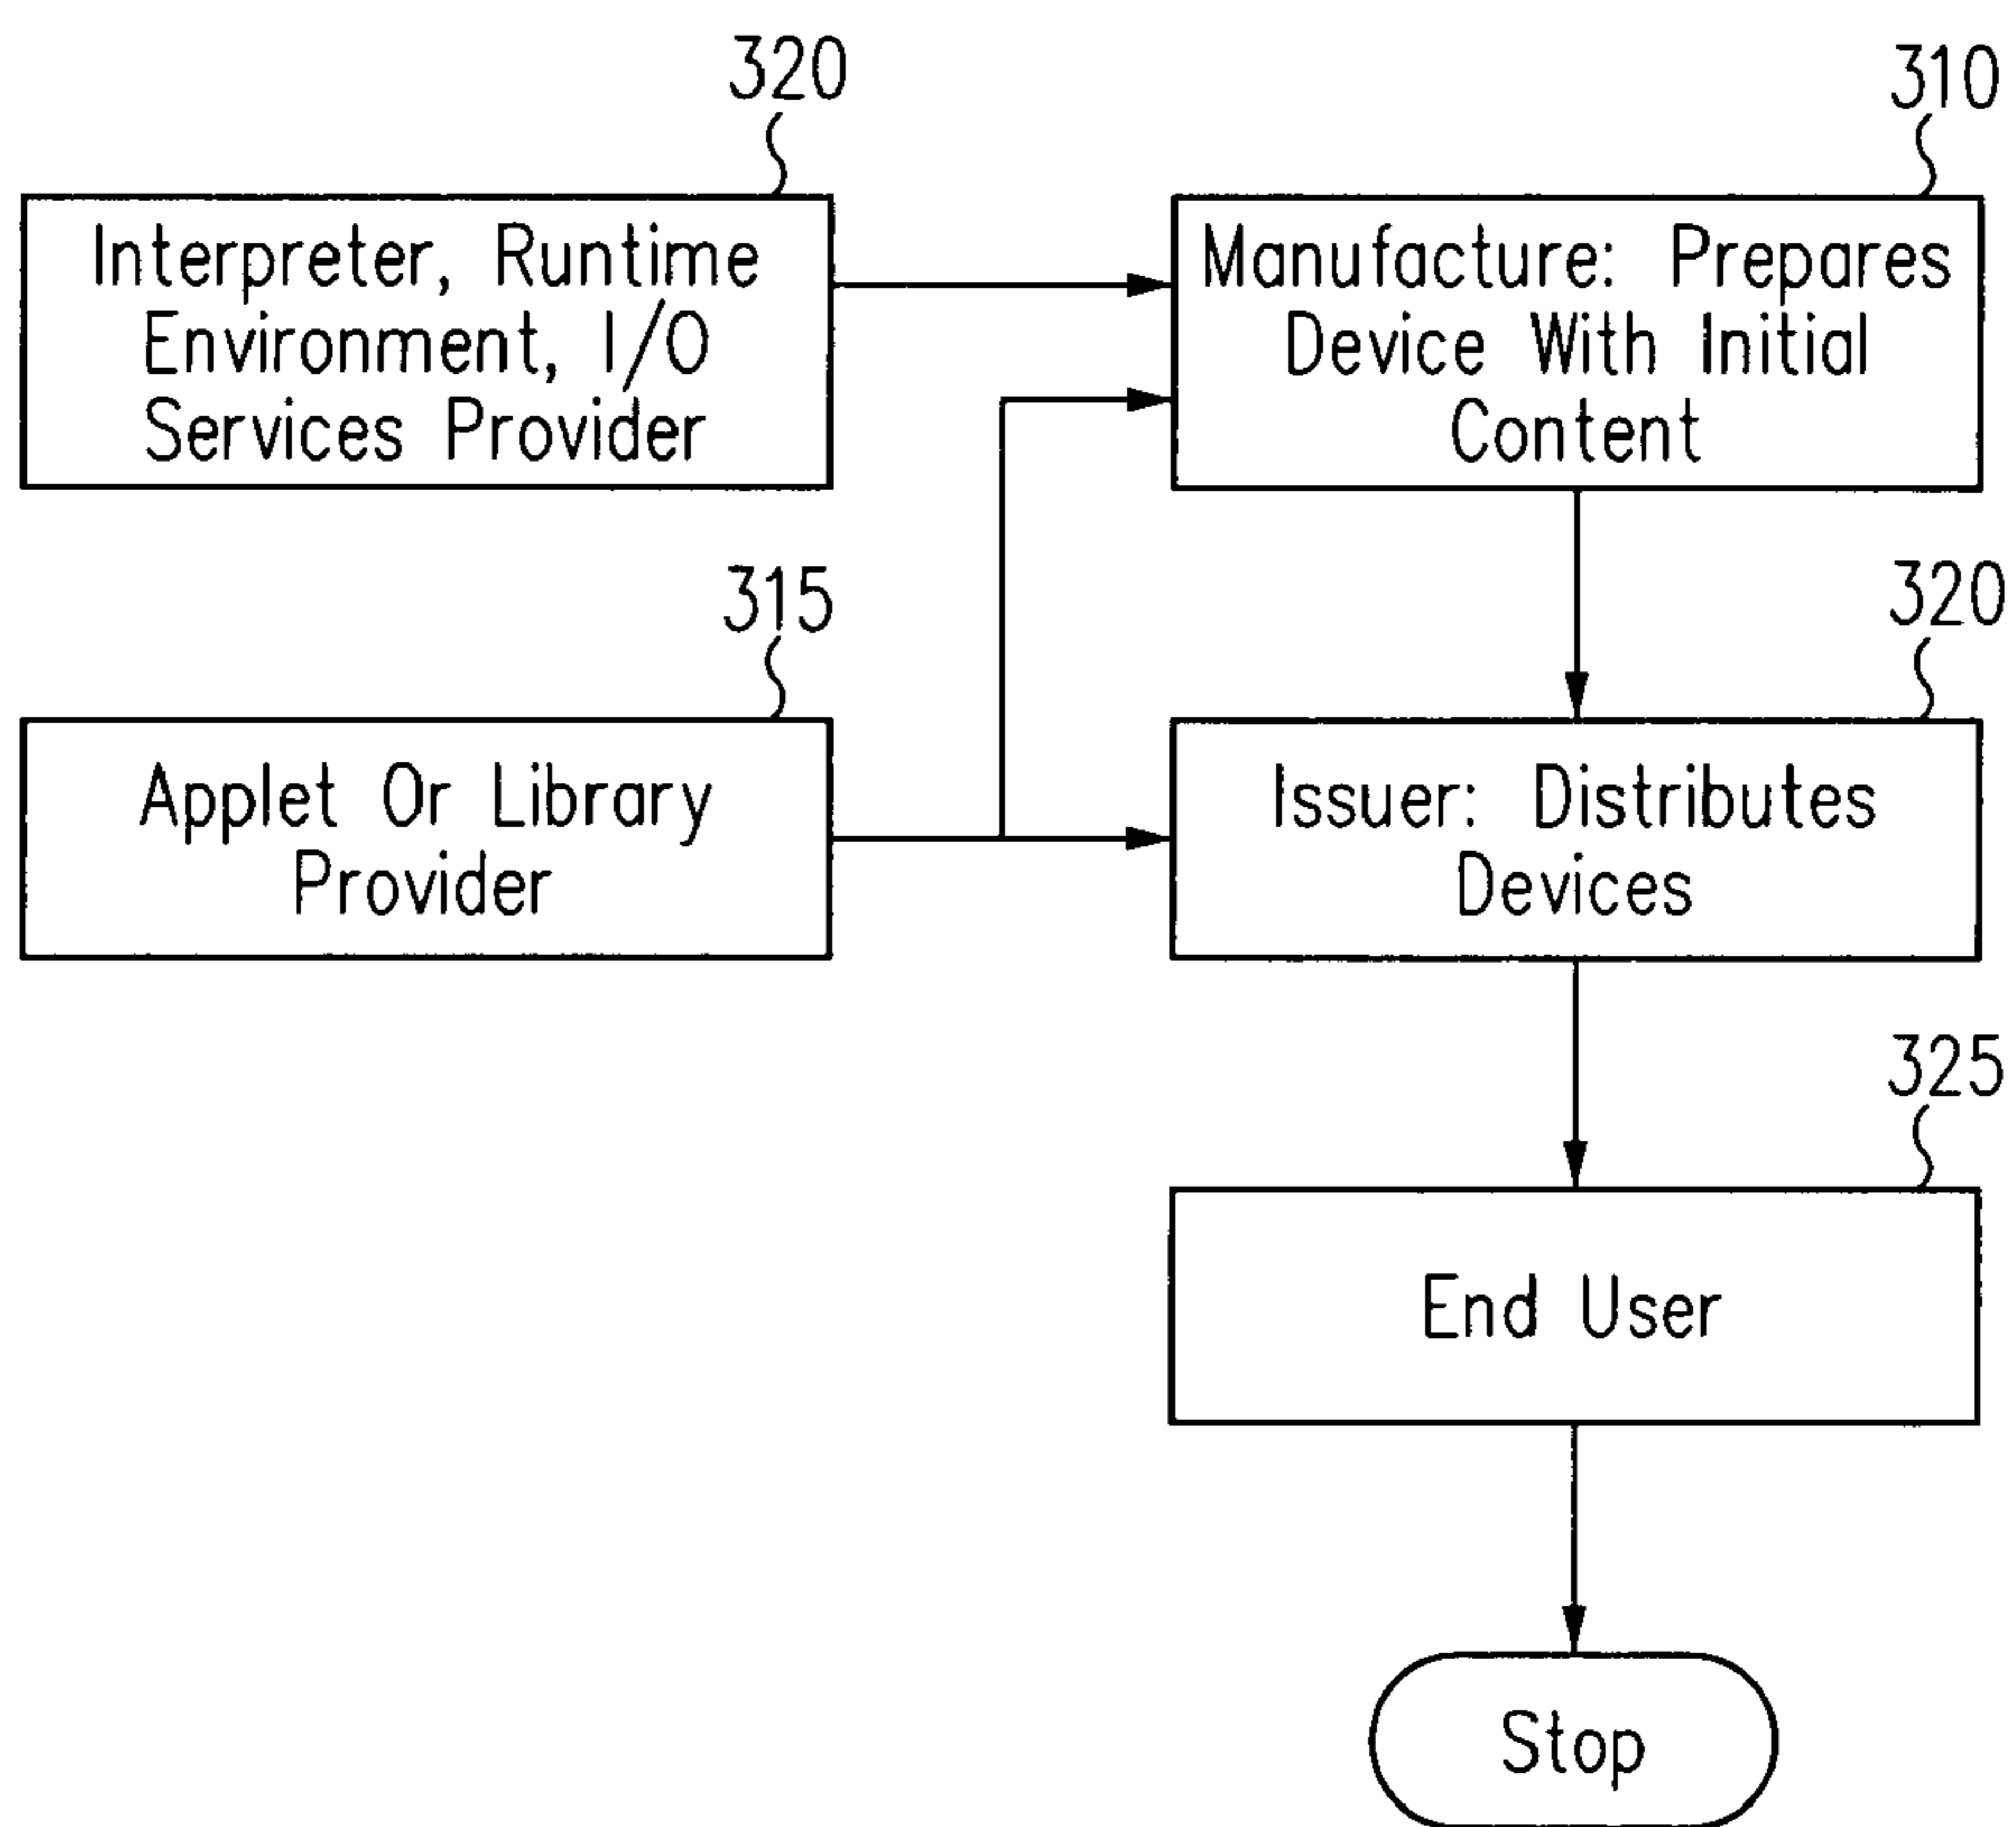 320
Interpreter, Runtime
Environment, I/O
Services Provider
310
Manufacture: Prepares
Device With Initial
Content
315
Applet Or Library
Provider
320
Issuer: Distributes
Devices
325
End User
Stop